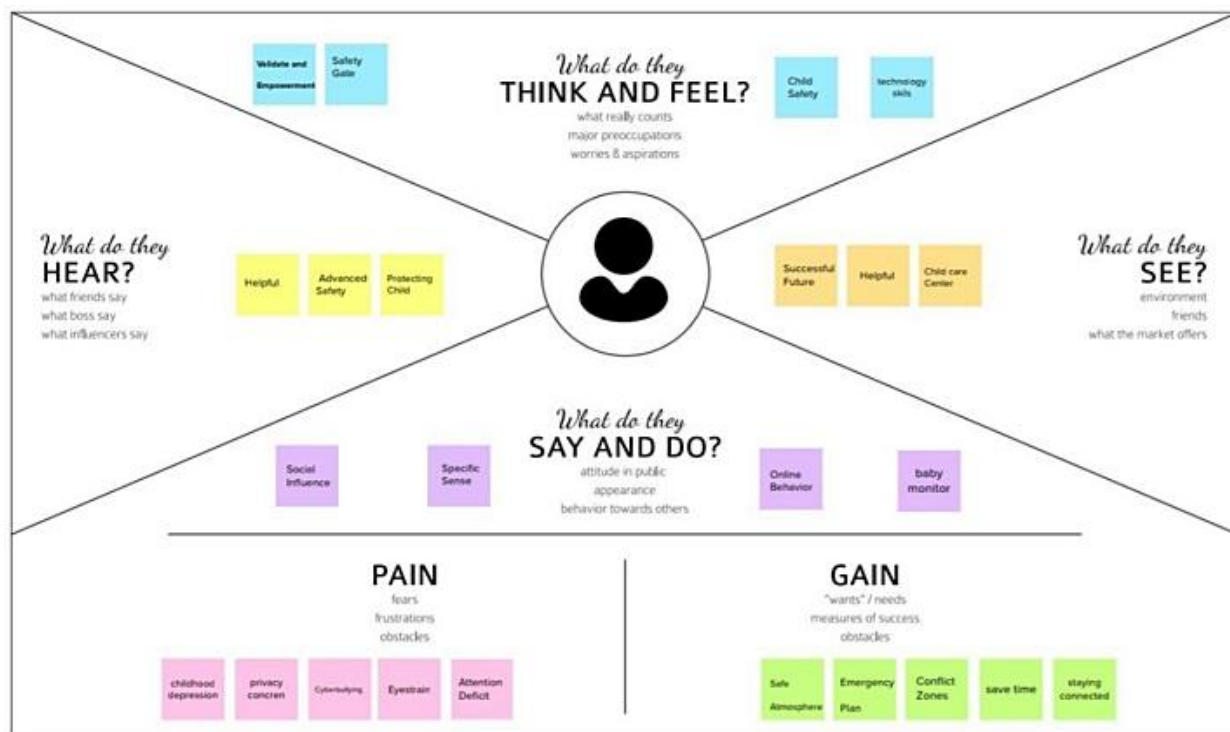 What do they
THINK AND FEEL?
what really counts
major preoccupations
worries & aspirations
Velidate and
Empowerment
Safety
Gate
Child
Safety
technology
skils
What do they
HEAR?
what friends say
what boss say
what influencers say
Helpful
Advanced
Safety
Protecting
Child
Successful
Future
Helpful
Child care
Center
What do they
SEE?
environment
friends
what the market offers
What do they
SAY AND DO?
attitude in public
appearance
behavior towards others
Social
Influence
Specific
Sense
Online
Behavior
baby
monitor
PAIN
fears
frustrations
obstacles
childhood
depression
privacy
concren
Cyberbullying
Eyestrain
Attention
Deficit
GAIN
"wants" / needs
measures of success
obstacles
Safe
Atmosphere
Emergency
Plan
Conflict
Zones
save time
staying
connected